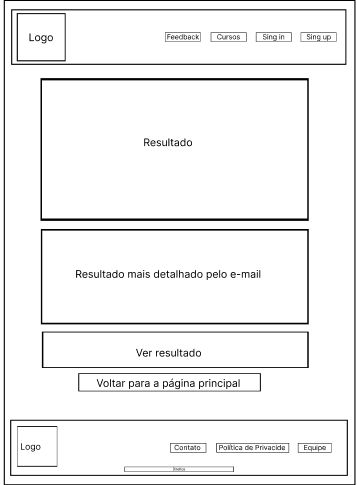 Logo
Feedback
Cursos
Sing in
Sing up
Resultado
Resultado mais detalhado pelo e-mail
Ver resultado
Voltar para a página principal
Logo
Contato
Política de Privacide
Equipe